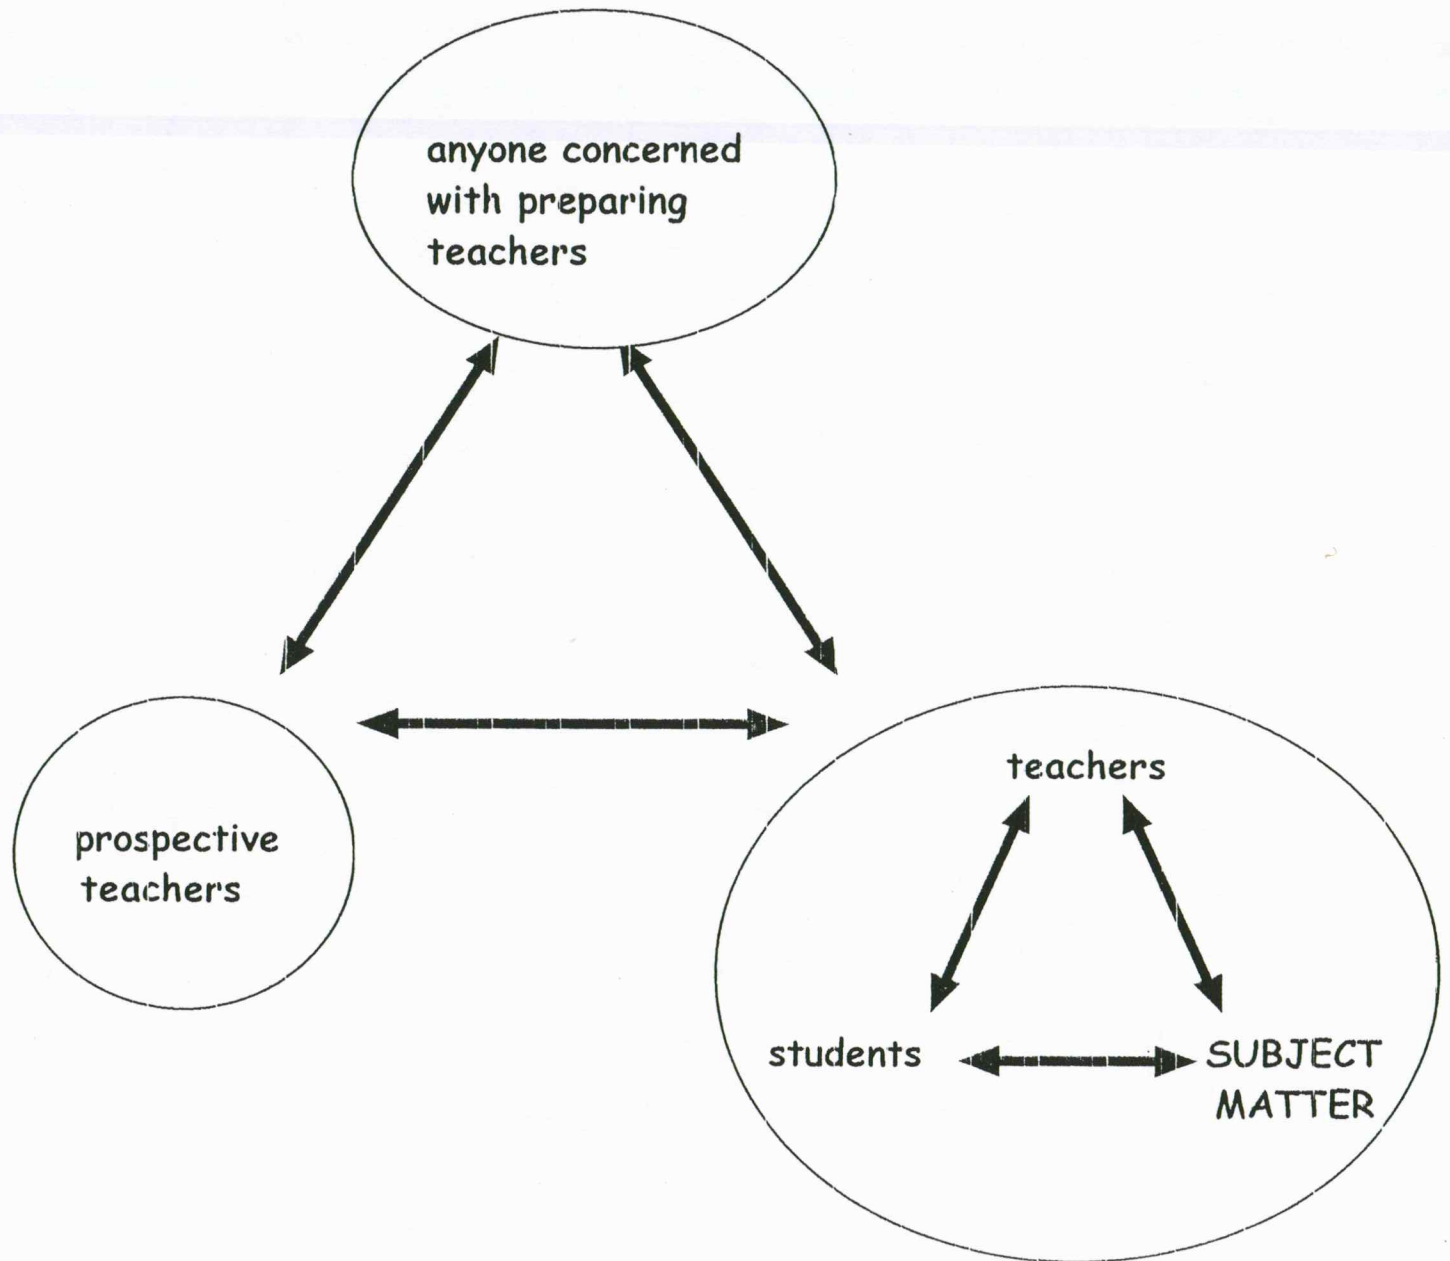 anyone concerned
with preparing
teachers
prospective
teachers
teachers
students
SUBJECT
MATTER